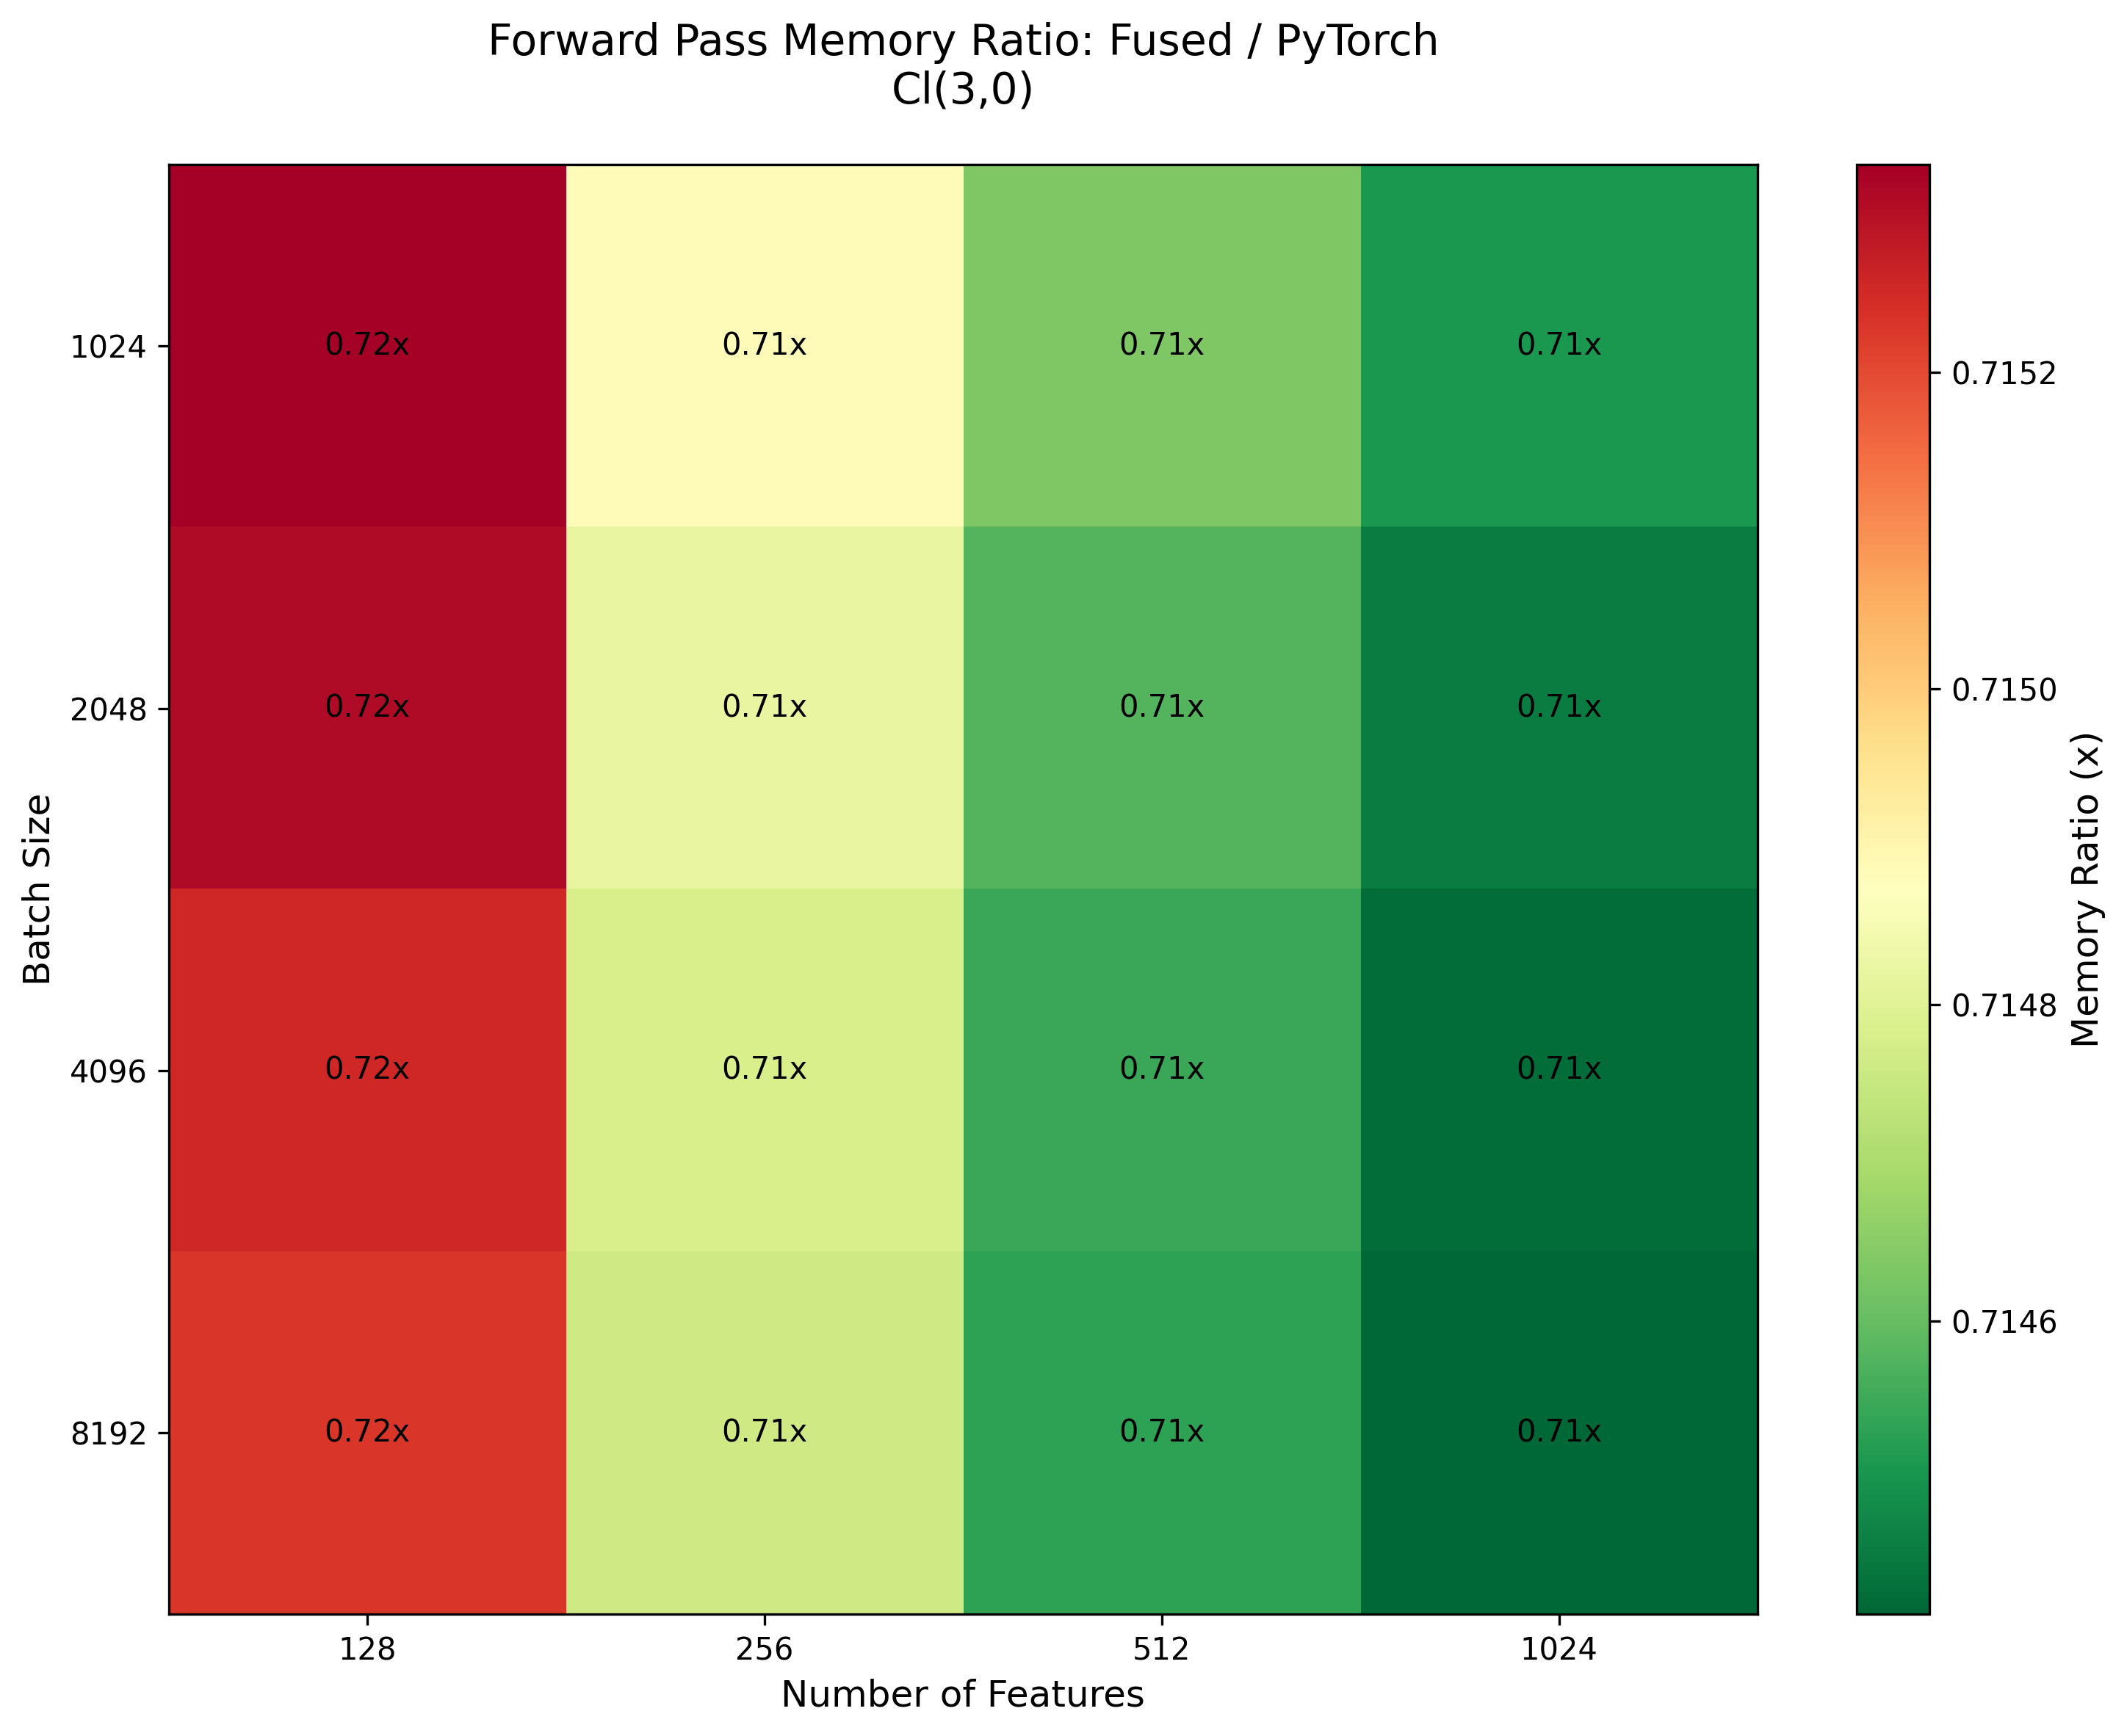 Forward Pass Memory Ratio: Fused / PyTorch
Cl(3,0)
Batch Size
1024
0.72x
0.71x
0.71x
0.71x
2048
0.72x
0.71x
0.71x
0.71x
4096
0.72x
0.71x
0.71x
0.71x
8192
0.72x
0.71x
0.71x
0.71x
128
256
512
1024
Number of Features
0.7152
0.7150
0.7148
0.7146
Memory Ratio (x)